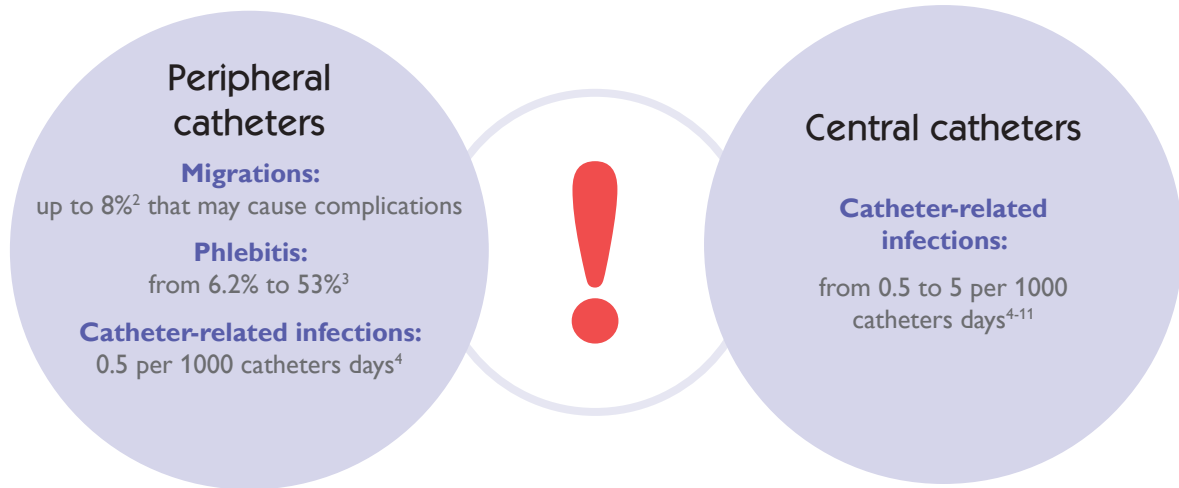 Peripheral
catheters
Migrations:
up to 8%² that may cause complications
Phlebitis:
from 6.2% to 53%³
Catheter-related infections:
0.5 per 1000 catheters days⁴
Central catheters
Catheter-related
infections:
from 0.5 to 5 per 1000
catheters days⁴⁻¹¹
!